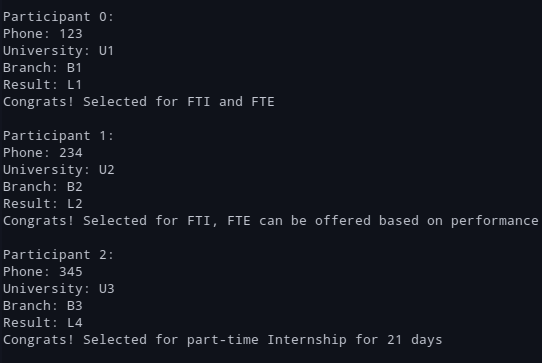 Participant 0:
Phone: 123
University: U1
Branch: B1
Result: L1
Congrats! Selected for FTI and FTE
Participant 1:
Phone: 234
University: U2
Branch: B2
Result: L2
Congrats! Selected for FTI, FTE can be offered based on performance
Participant 2:
Phone: 345
University: U3
Branch: B3
Result: L4
Congrats! Selected for part-time Internship for 21 days